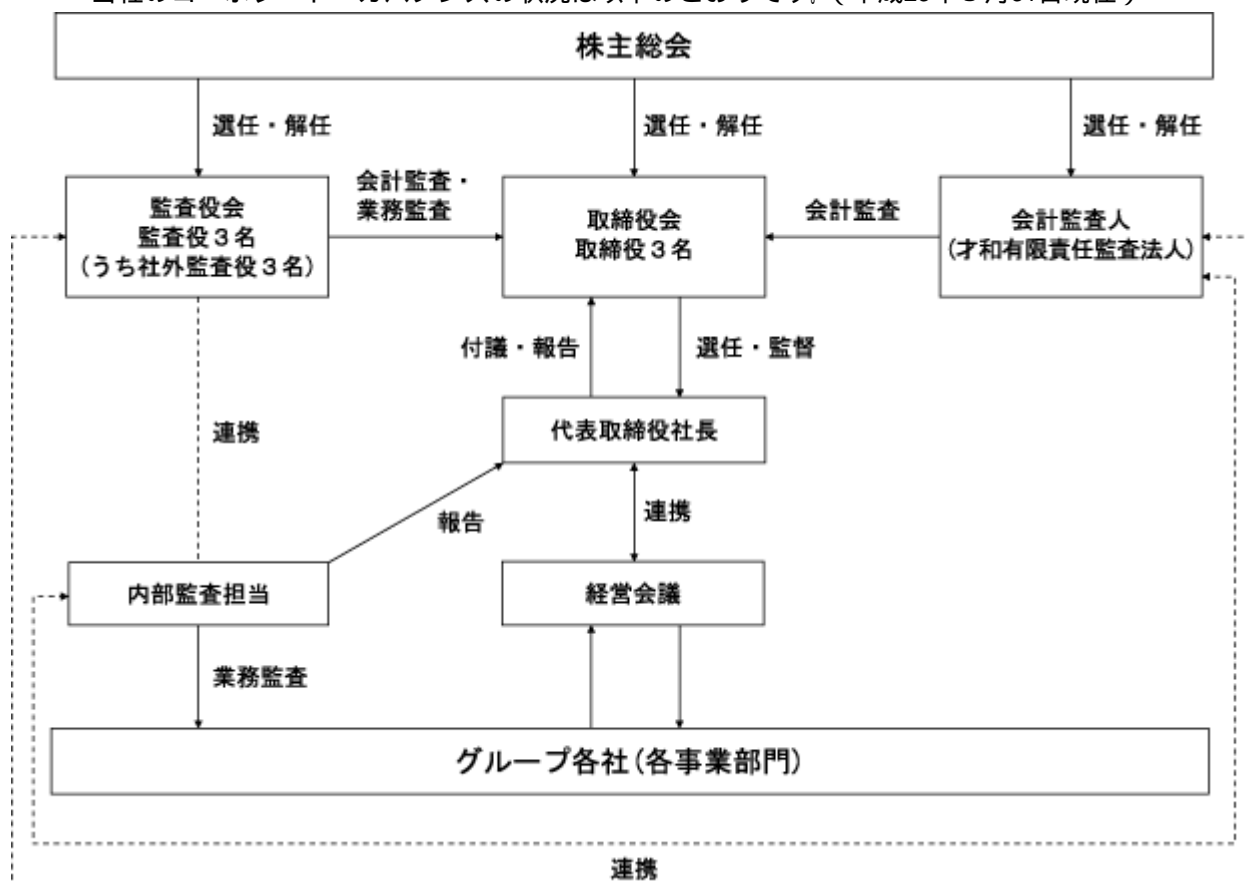 株主総会
選任・解任
選任・解任
選任・解任
監査役会
監査役３名
(うち社外監査役３名)
会計監査・
業務監査
取締役会
取締役３名
会計監査
会計監査人
(才和有限責任監査法人)
付議・報告
選任・監督
連携
代表取締役社長
報告
連携
内部監査担当
経営会議
業務監査
グループ各社(各事業部門)
連携